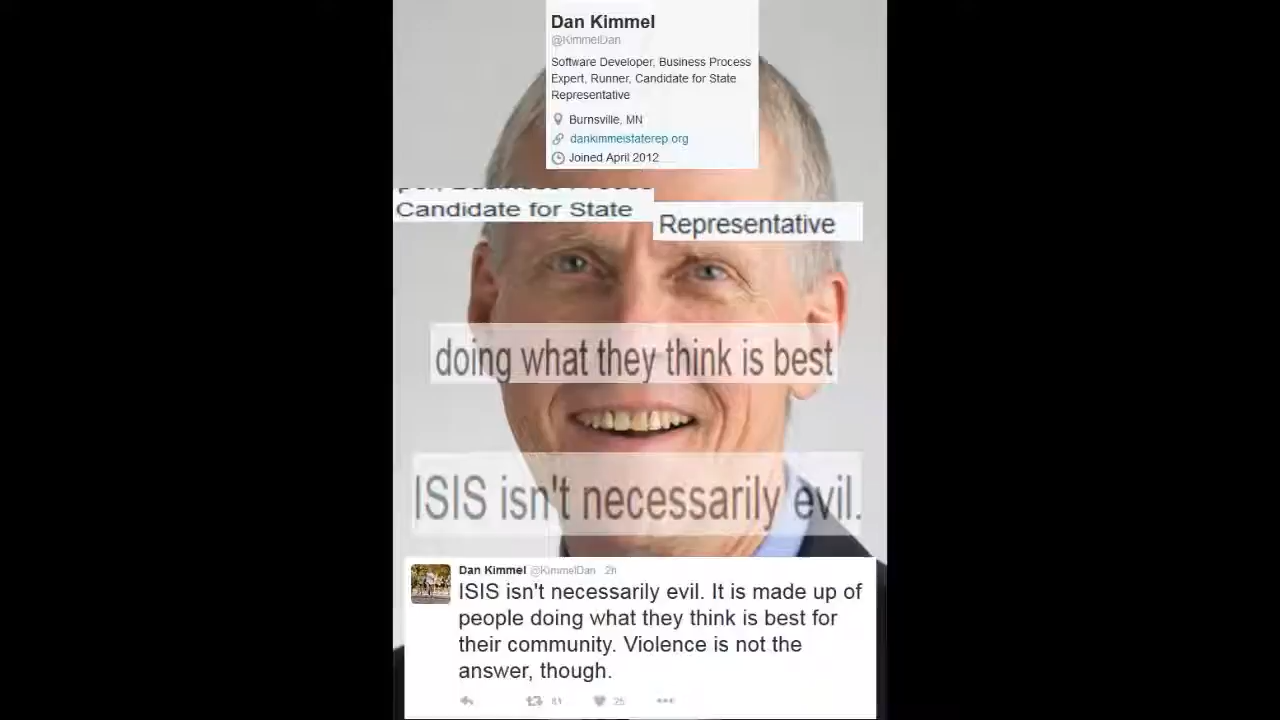 Dan Kimmel
@KimmelDan
Software Developer, Business Process
Expert, Runner, Candidate for State
Representative
Burnsville, MN
dankimmelstaterep.org
Joined April 2012
Candidate for State
Representative
doing what they think is best
ISIS isn't necessarily evil.
Dan Kimmel @KimmelDan 2h
ISIS isn't necessarily evil. It is made up of
people doing what they think is best for
their community. Violence is not the
answer, though.